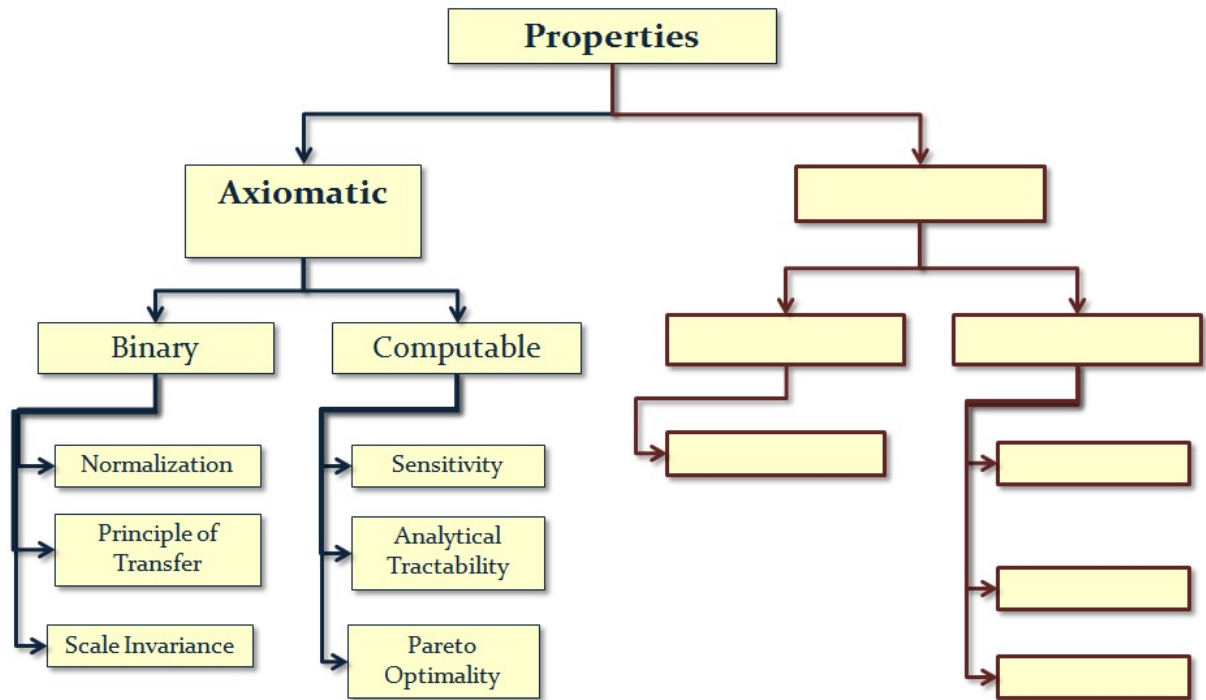 Properties
Axiomatic
Binary
Computable
Normalization
Sensitivity
Principle of
Transfer
Analytical
Tractability
Scale Invariance
Pareto
Optimality